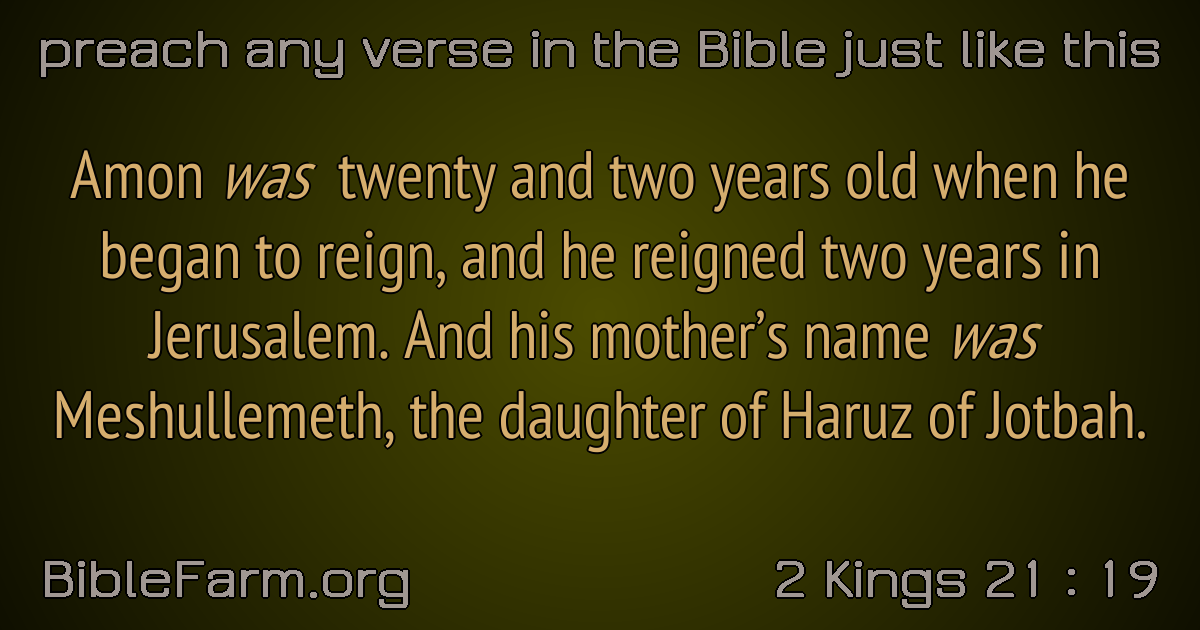 preach any verse in the Bible just like this
Amon was twenty and two years old when he
began to reign, and he reigned two years in
Jerusalem. And his mother’s name was
Meshullemeth, the daughter of Haruz of Jotbah.
BibleFarm.org
2 Kings 21 : 19